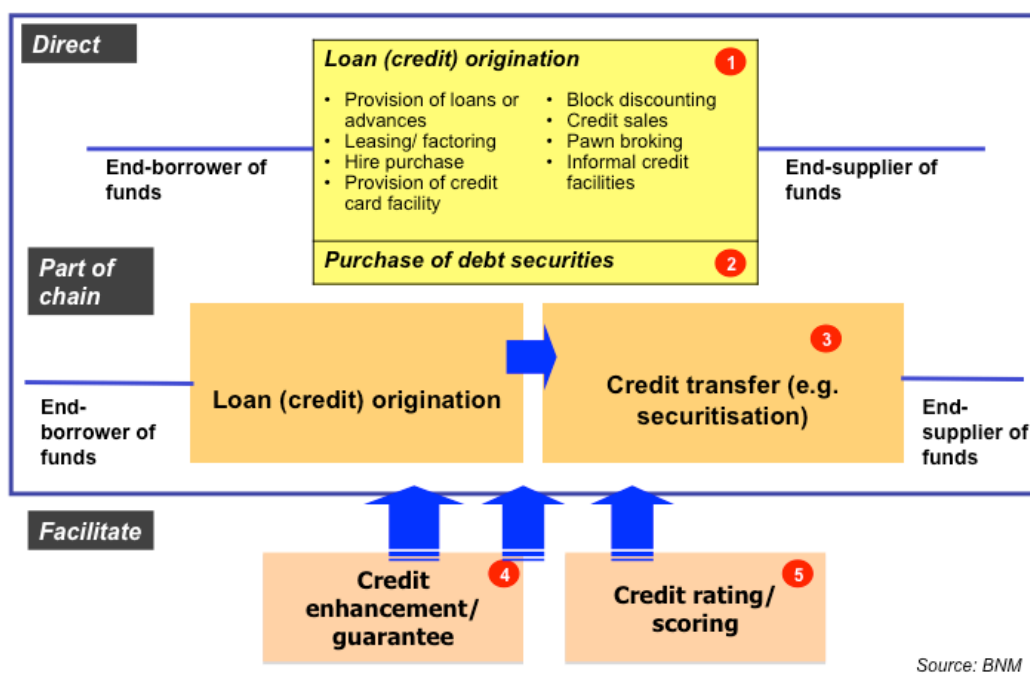 Direct
Loan (credit) origination
1
• Provision of loans or
advances
• Leasing/ factoring
• Hire purchase
• Provision of credit
card facility
• Block discounting
• Credit sales
• Pawn broking
• Informal credit
facilities
End-borrower of
funds
End-supplier of
funds
Purchase of debt securities
2
Part of
chain
Loan (credit) origination
3
Credit transfer (e.g.
securitisation)
End-
borrower of
funds
End-
supplier of
funds
Facilitate
Credit
enhancement/
guarantee
4
Credit rating/
scoring
5
Source: BNM